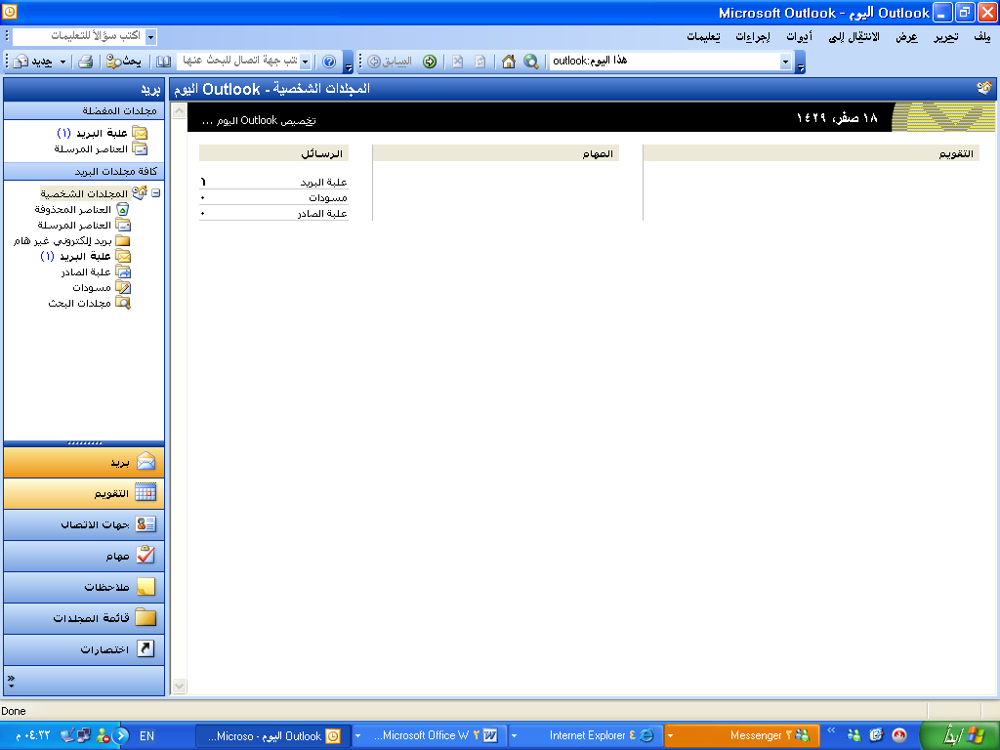 Outlook اليوم - Microsoft Outlook
ملف تحرير عرض الانتقال إلى أدوات إجراءات تعليمات
اكتب سؤالاً للتعليمات
جديد
بحث
تب جهة اتصال للبحث عنها
السابق
outlook:هذا اليوم
بريد
مجلدات المفضلة
علبة البريد (١)
العناصر المرسلة
كافة مجلدات البريد
المجلدات الشخصية
العناصر المحذوفة
العناصر المرسلة
بريد إلكتروني غير هام
علبة البريد (١)
علبة الصادر
مسودات
مجلدات البحث
بريد
التقويم
جهات الاتصال
مهام
ملاحظات
قائمة المجلدات
اختصارات
المجلدات الشخصية - Outlook اليوم
١٨ صفر، ١٤٢٩
تخصيص Outlook اليوم ...
التقويم
المهام
الرسائل
علبة البريد ١
مسودات ٠
علبة الصادر ٠
Done
ابدأ
Messenger ٢
Internet Explorer ٤
Microsoft Office W ٢...
Outlook اليوم - Microso...
EN
٠٤:٣٢ م